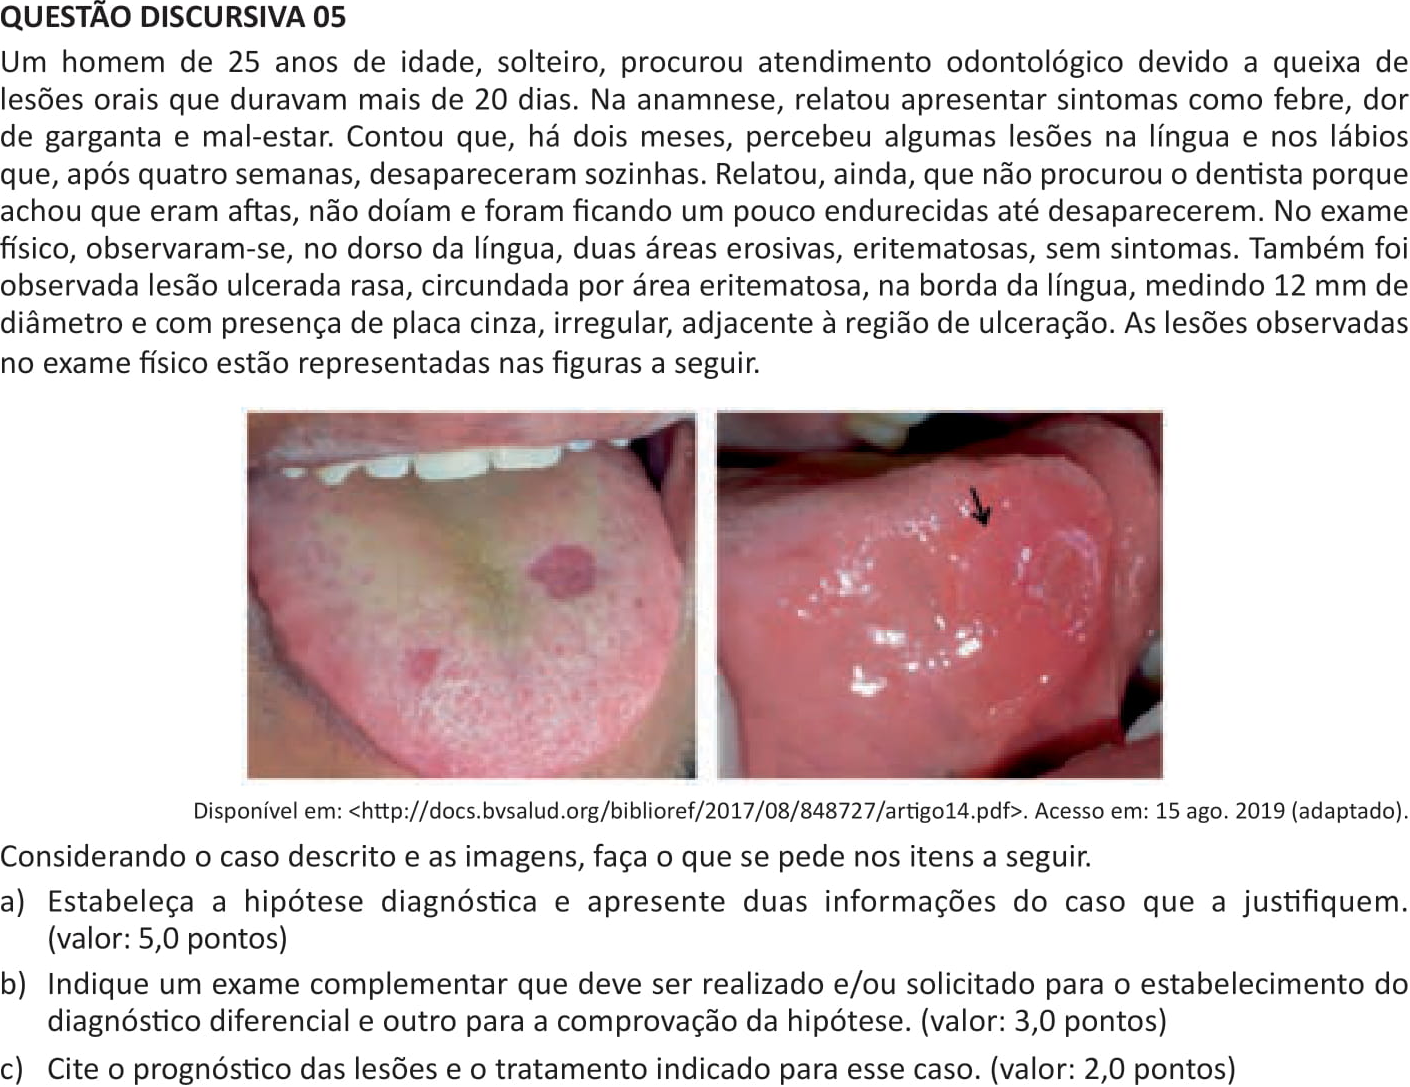 QUESTÃO DISCURSIVA 05
Um homem de 25 anos de idade, solteiro, procurou atendimento odontológico devido a queixa de
lesões orais que duravam mais de 20 dias. Na anamnese, relatou apresentar sintomas como febre, dor
de garganta e mal-estar. Contou que, há dois meses, percebeu algumas lesões na língua e nos lábios
que, após quatro semanas, desapareceram sozinhas. Relatou, ainda, que não procurou o dentista porque
achou que eram aftas, não doíam e foram ficando um pouco endurecidas até desaparecerem. No exame
físico, observaram-se, no dorso da língua, duas áreas erosivas, eritematosas, sem sintomas. Também foi
observada lesão ulcerada rasa, circundada por área eritematosa, na borda da língua, medindo 12 mm de
diâmetro e com presença de placa cinza, irregular, adjacente à região de ulceração. As lesões observadas
no exame físico estão representadas nas figuras a seguir.
Disponível em: <http://docs.bvsalud.org/biblioref/2017/08/848727/artigo14.pdf>. Acesso em: 15 ago. 2019 (adaptado).
Considerando o caso descrito e as imagens, faça o que se pede nos itens a seguir.
a) Estabeleça a hipótese diagnóstica e apresente duas informações do caso que a justifiquem.
(valor: 5,0 pontos)
b) Indique um exame complementar que deve ser realizado e/ou solicitado para o estabelecimento do
diagnóstico diferencial e outro para a comprovação da hipótese. (valor: 3,0 pontos)
c) Cite o prognóstico das lesões e o tratamento indicado para esse caso. (valor: 2,0 pontos)